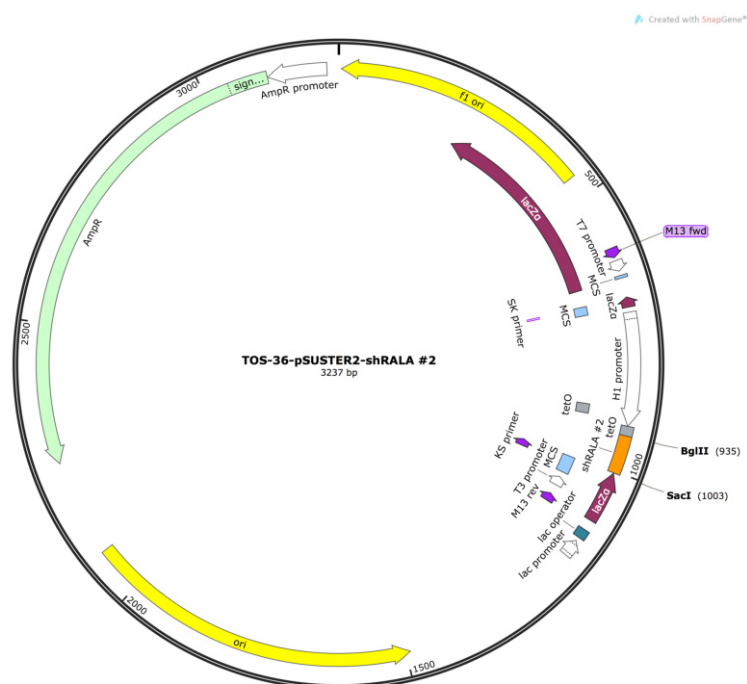 Created with SnapGene®
3000
sign...
AmpR promoter
f1 ori
500
lacZα
AmpR
T7 promoter
M13 fwd
MCS
lacZα
SK primer
MCS
2500
TOS-36-pSUSTER2-shRALA #2
3237 bp
H1 promoter
tetO
tetO
KS primer
shRALA #2
BglII (935)
1000
T3 promoter
MCS
SacI (1003)
M13 rev
lacZα
lac operator
lac promoter
2000
ori
1500